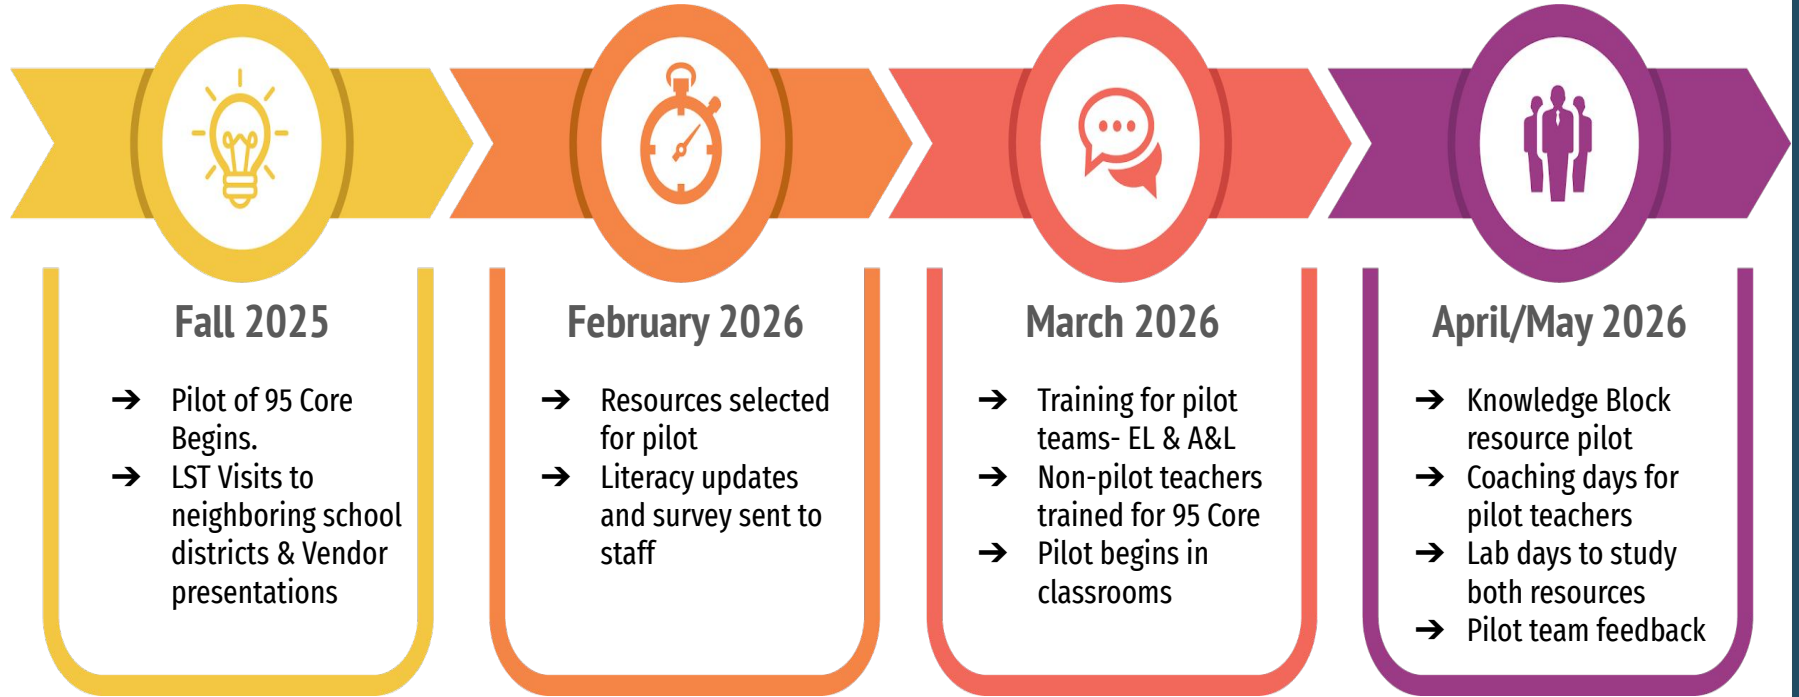 Fall 2025
➔ Pilot of 95 Core
Begins.
➔ LST Visits to
neighboring school
districts & Vendor
presentations
February 2026
➔ Resources selected
for pilot
➔ Literacy updates
and survey sent to
staff
March 2026
➔ Training for pilot
teams- EL & A&L
➔ Non-pilot teachers
trained for 95 Core
➔ Pilot begins in
classrooms
April/May 2026
➔ Knowledge Block
resource pilot
➔ Coaching days for
pilot teachers
➔ Lab days to study
both resources
➔ Pilot team feedback